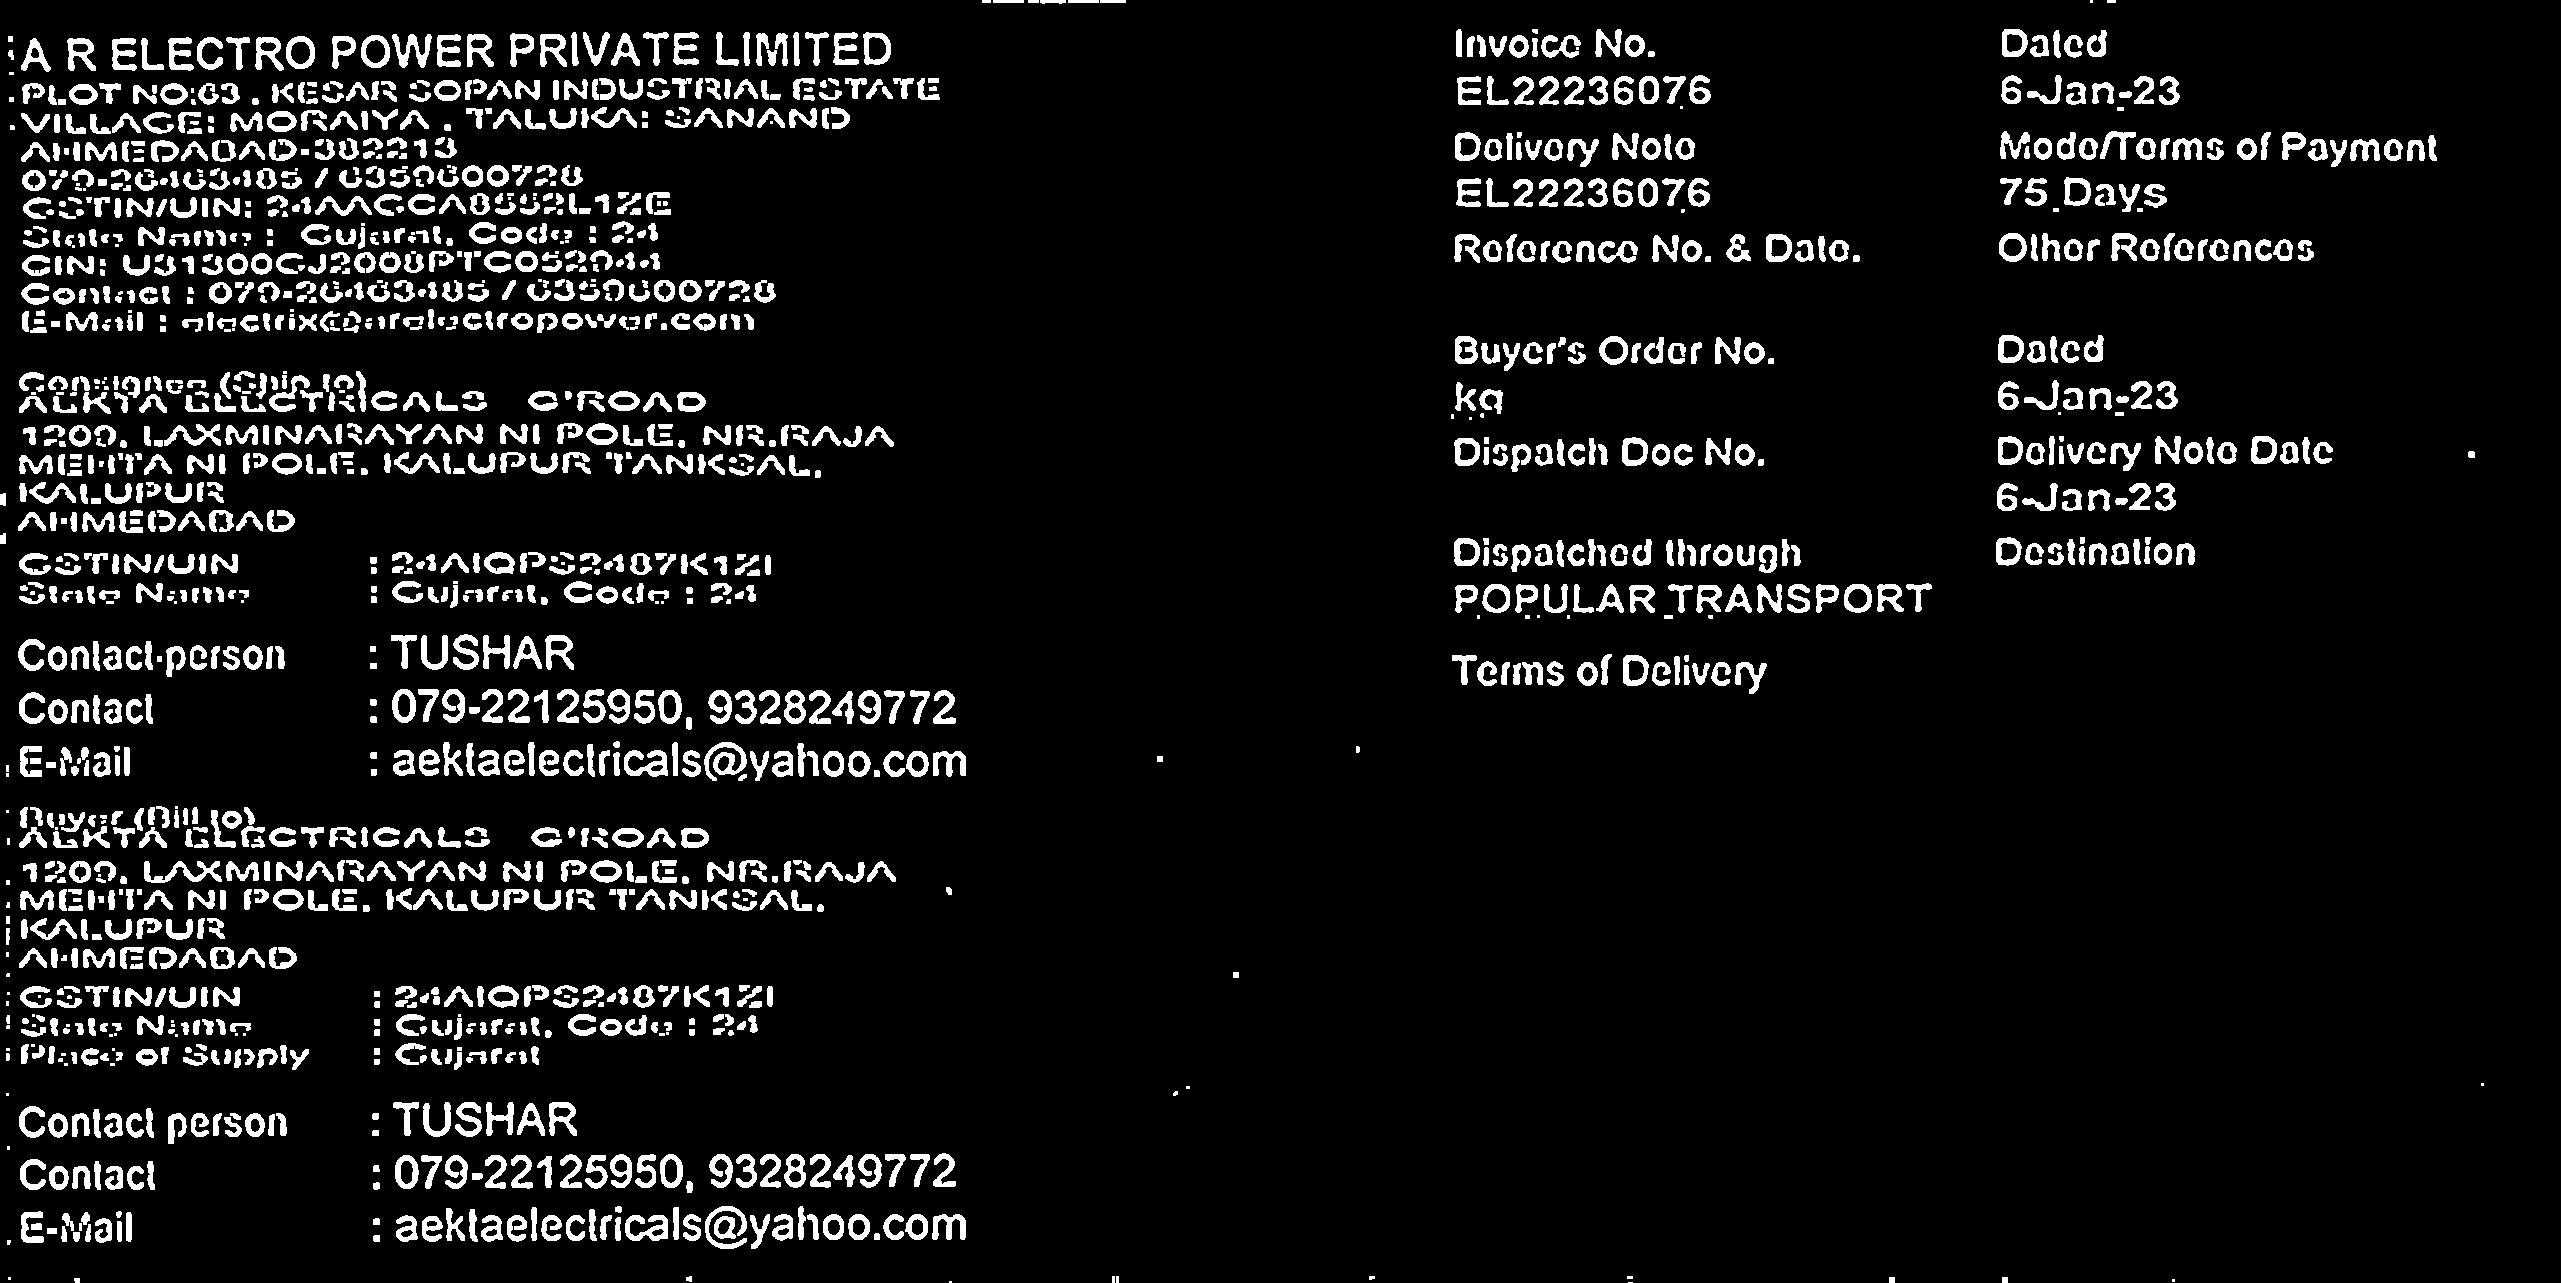 A R ELECTRO POWER PRIVATE LIMITED
PLOT NO:63 , KESAR SOPAN INDUSTRIAL ESTATE
VILLAGE: MORAIYA , TALUKA: SANAND
AHMEDABAD-382213
079-26463485 / 6359600728
GSTIN/UIN: 24AAGCA8552L1ZE
State Name : Gujarat, Code : 24
CIN: U31300GJ2008PTC052944
Contact : 079-26463485 / 6359600728
E-Mail : electrix@arelectropower.com
Consignee (Ship to)
AEKTA ELECTRICALS G'ROAD
1209, LAXMINARAYAN NI POLE, NR.RAJA
MEHTA NI POLE, KALUPUR TANKSAL,
KALUPUR
AHMEDABAD
GSTIN/UIN : 24AIQPS2487K1ZI
State Name : Gujarat, Code : 24
Contact person : TUSHAR
Contact : 079-22125950, 9328249772
E-Mail : aektaelectricals@yahoo.com
Buyer (Bill to)
AEKTA ELECTRICALS G'ROAD
1209, LAXMINARAYAN NI POLE, NR.RAJA
MEHTA NI POLE, KALUPUR TANKSAL,
KALUPUR
AHMEDABAD
GSTIN/UIN : 24AIQPS2487K1ZI
State Name : Gujarat, Code : 24
Place of Supply : Gujarat
Contact person : TUSHAR
Contact : 079-22125950, 9328249772
E-Mail : aektaelectricals@yahoo.com
Invoice No. Dated
EL22236076 6-Jan-23
Delivery Note Mode/Terms of Payment
EL22236076 75 Days
Reference No. & Date. Other References
Buyer's Order No. Dated
kq 6-Jan-23
Dispatch Doc No. Delivery Note Date
6-Jan-23
Dispatched through Destination
POPULAR TRANSPORT
Terms of Delivery